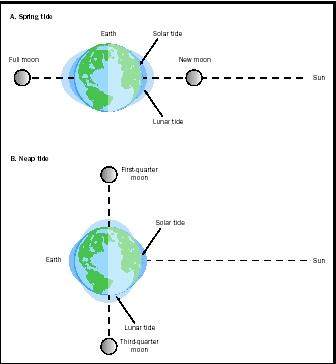 A. Spring tide
Earth
Solar tide
Full moon
New moon
Sun
Lunar tide
B. Neap tide
First-quarter
moon
Solar tide
Earth
Sun
Lunar tide
Third-quarter
moon